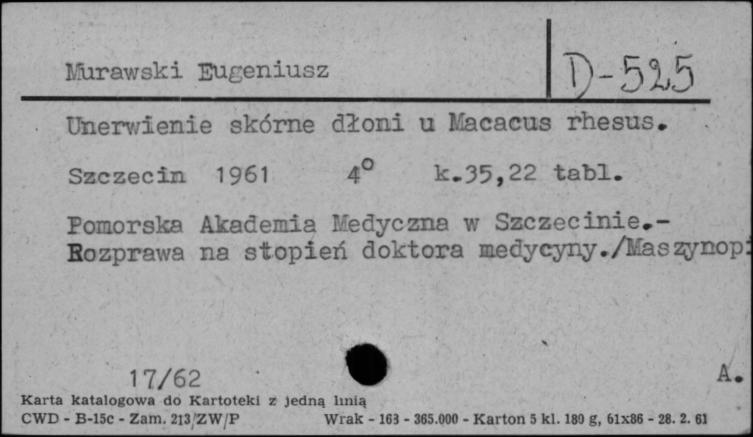 Murawski Eugeniusz
D-525
Unerwienie skórne dłoni u Macacus rhesus.
Szczecin 1961 4° k.35,22 tabl.
Pomorska Akademia Medyczna w Szczecinie.-
Rozprawa na stopień doktora medycyny./Maszynopi
17/62 A.
Karta katalogowa do Kartoteki z jedną linią
CWD - B-15c - Zam. 213/ZW/P Wrak - 163 - 365.000 - Karton 5 kl. 180 g, 61x86 - 28. 2. 61